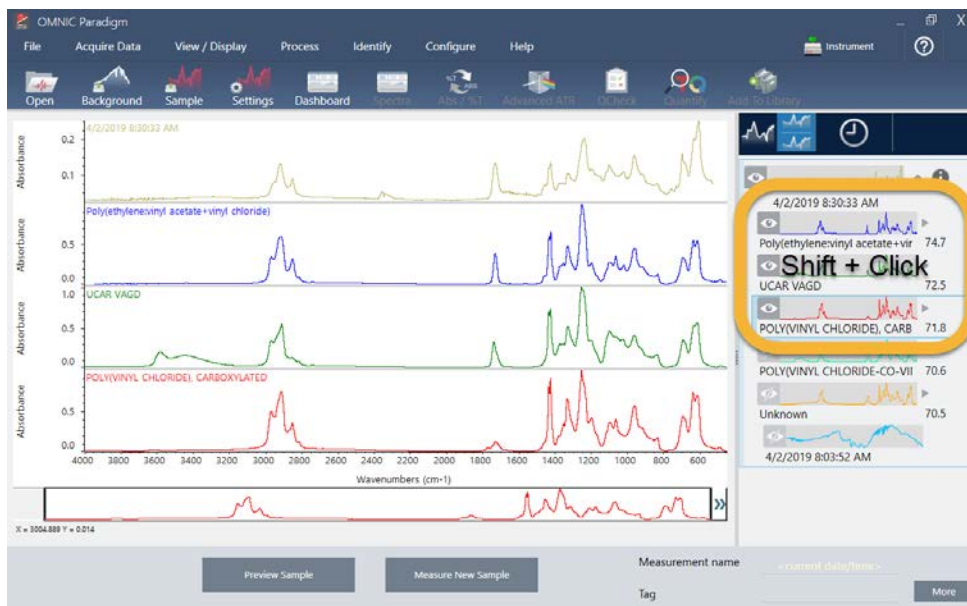 OMNIC Paradigm
File Acquire Data View / Display Process Identify Configure Help Instrument
Open Background Sample Settings Dashboard Spectra Abs / %T Advanced ATR QCheck Quantify Add To Library
4/2/2019 8:30:33 AM
Absorbance
0.2
0.1
Poly(ethylene:vinyl acetate+vinyl chloride)
Absorbance
0.5
0.0
UCAR VAGD
Absorbance
1.0
0.5
0.0
POLY(VINYL CHLORIDE), CARBOXYLATED
Absorbance
0.5
0.0
4000 3800 3600 3400 3200 3000 2800 2600 2400 2200 2000 1800 1600 1400 1200 1000 800 600
Wavenumbers (cm-1)
X = 3004.889 Y = 0.014
4/2/2019 8:30:33 AM
Poly(ethylene:vinyl acetate+vir 74.7
Shift + Click
UCAR VAGD 72.5
POLY(VINYL CHLORIDE), CARB 71.8
POLY(VINYL CHLORIDE-CO-VII 70.6
Unknown 70.5
4/2/2019 8:03:52 AM
Preview Sample
Measure New Sample
Measurement name <current date/time>
Tag
More